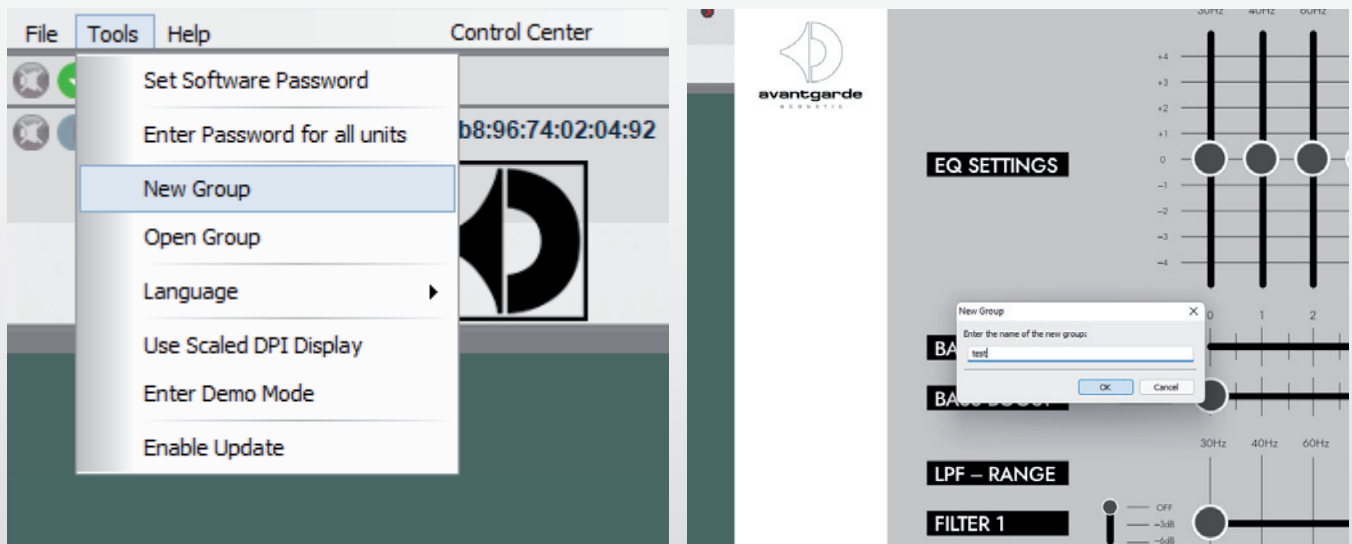 File Tools Help Control Center
Set Software Password
Enter Password for all units
b8:96:74:02:04:92
New Group
Open Group
Language
Use Scaled DPI Display
Enter Demo Mode
Enable Update
avantgarde
ACOUSTIC
30Hz 40Hz 60Hz
+4
+3
+2
+1
0
-1
-2
-3
-4
EQ SETTINGS
New Group
Enter the name of the new group:
test
OK Cancel
0 1 2
30Hz 40Hz 60Hz
LPF – RANGE
FILTER 1
OFF
-3dB
-6dB